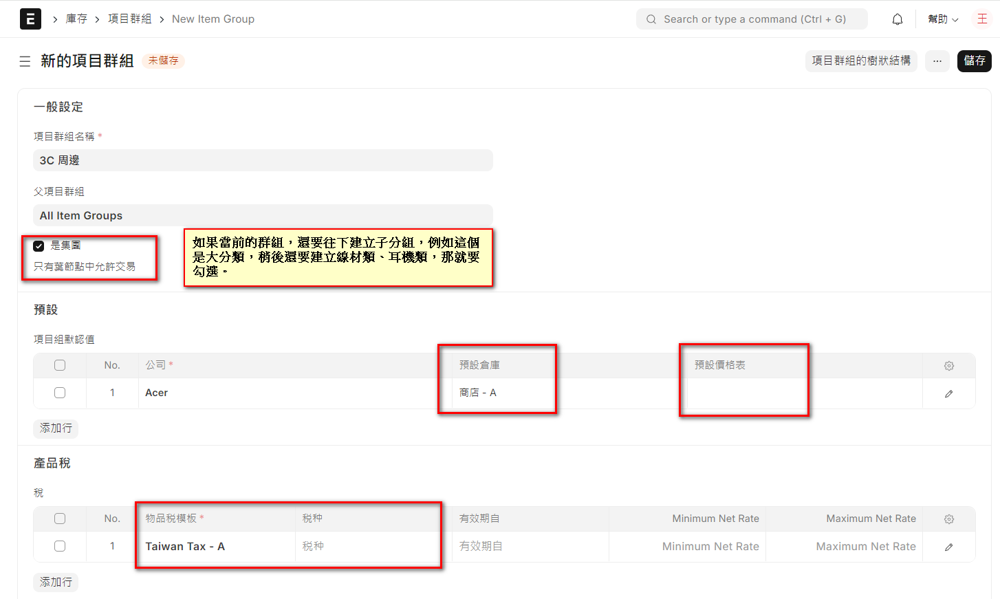 E > 庫存 > 項目群組 > New Item Group
Search or type a command (Ctrl + G)
幫助
王
新的項目群組 未儲存
項目群組的樹狀結構 ··· 儲存
一般設定
項目群組名稱 *
3C 周邊
父項目群組
All Item Groups
是集團
只有葉節點中允許交易
如果當前的群組，還要往下建立子分組，例如這個
是大分類，稍後還要建立線材類、耳機類，那就要
勾選。
預設
項目組默認值
No. 公司 * 預設倉庫 預設價格表
1 Acer 商店 - A
添加行
產品稅
稅
No. 物品税模板 * 税种 有效期自 Minimum Net Rate Maximum Net Rate
1 Taiwan Tax - A 税种 有效期自 Minimum Net Rate Maximum Net Rate
添加行